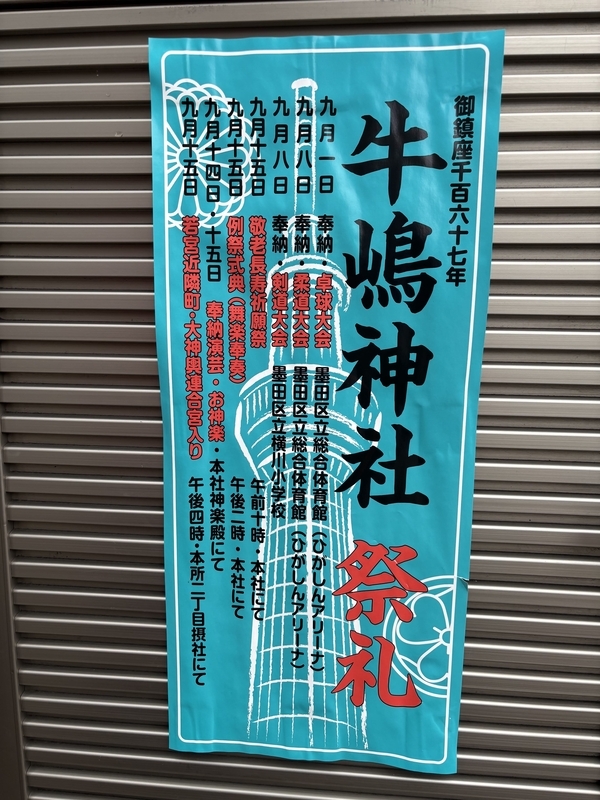 御鎮座千百六十七年
牛嶋神社 祭礼
九月一日 奉納・卓球大会 墨田区立総合体育館(ひがしんアリーナ)
九月八日 奉納・柔道大会 墨田区立総合体育館(ひがしんアリーナ)
九月八日 奉納・剣道大会 墨田区立横川小学校
九月十五日 敬老長寿祈願祭 午前十時・本社にて
九月十五日 例祭式典(舞楽奉奏) 午後二時・本社にて
九月十四日・十五日 奉納演芸・お神楽・本社神楽殿にて
九月十五日 若宮近隣町・大神輿連合宮入り 午後四時・本所二丁目摂社にて